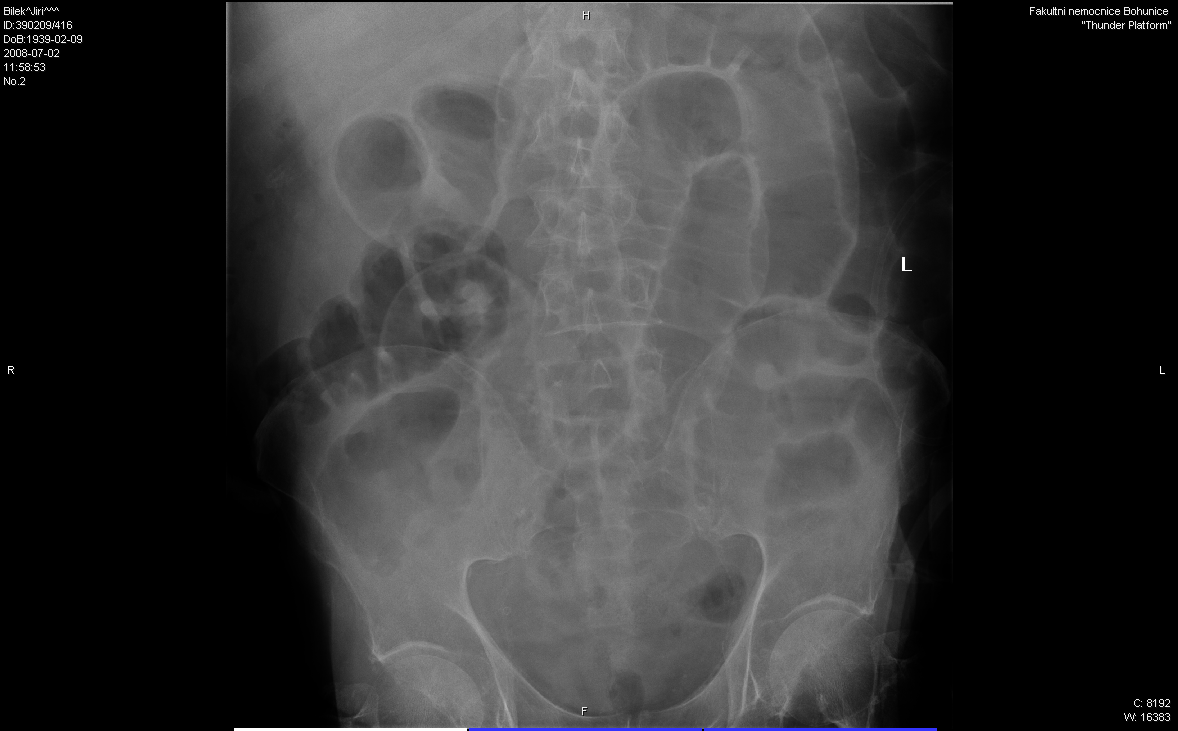 Bilek^Jiri^^^
ID:390209/416
DoB:1939-02-09
2008-07-02
11:58:53
No.2
Fakultni nemocnice Bohunice
"Thunder Platform"
H
L
R
L
F
C: 8192
W: 16383